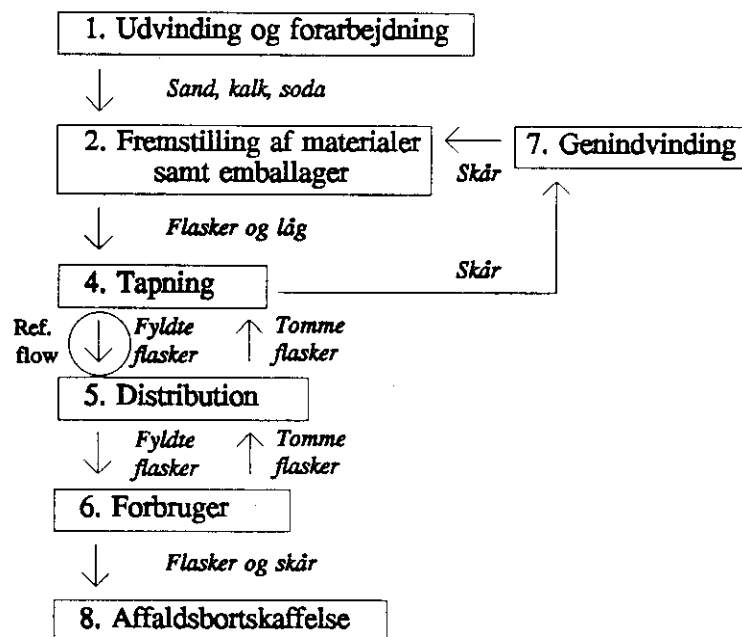 1. Udvinding og forarbejdning
Sand, kalk, soda
2. Fremstilling af materialer
samt emballager
7. Genindvinding
Skår
Flasker og låg
4. Tapning
Skår
Ref.
flow
Fyldte
flasker
Tomme
flasker
5. Distribution
Fyldte
flasker
Tomme
flasker
6. Forbruger
Flasker og skår
8. Affaldsbortskaffelse